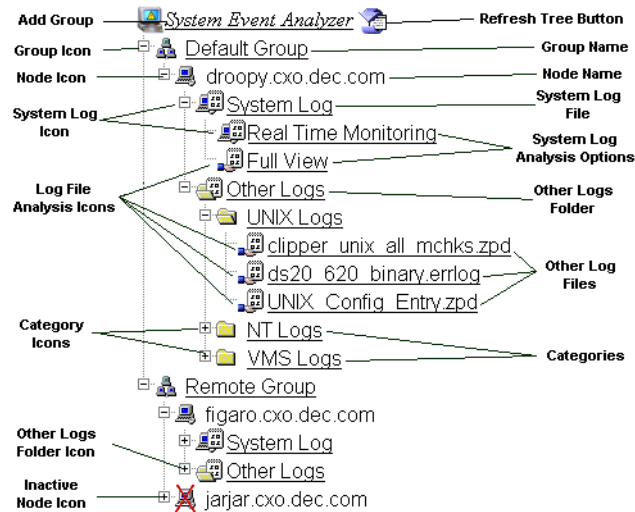 Add Group
System Event Analyzer
Refresh Tree Button
Group Icon
Default Group
Group Name
Node Icon
droopy.cxo.dec.com
Node Name
System Log
Icon
System Log
System Log
File
Real Time Monitoring
System Log
Analysis Options
Full View
Log File
Analysis Icons
Other Logs
Other Logs
Folder
UNIX Logs
clipper_unix_all_mchks.zpd
ds20_620_binary.errlog
Other Log
Files
UNIX_Config_Entry.zpd
Category
Icons
NT Logs
VMS Logs
Categories
Remote Group
figaro.cxo.dec.com
Other Logs
Folder Icon
System Log
Other Logs
Inactive
Node Icon
jarjar.cxo.dec.com